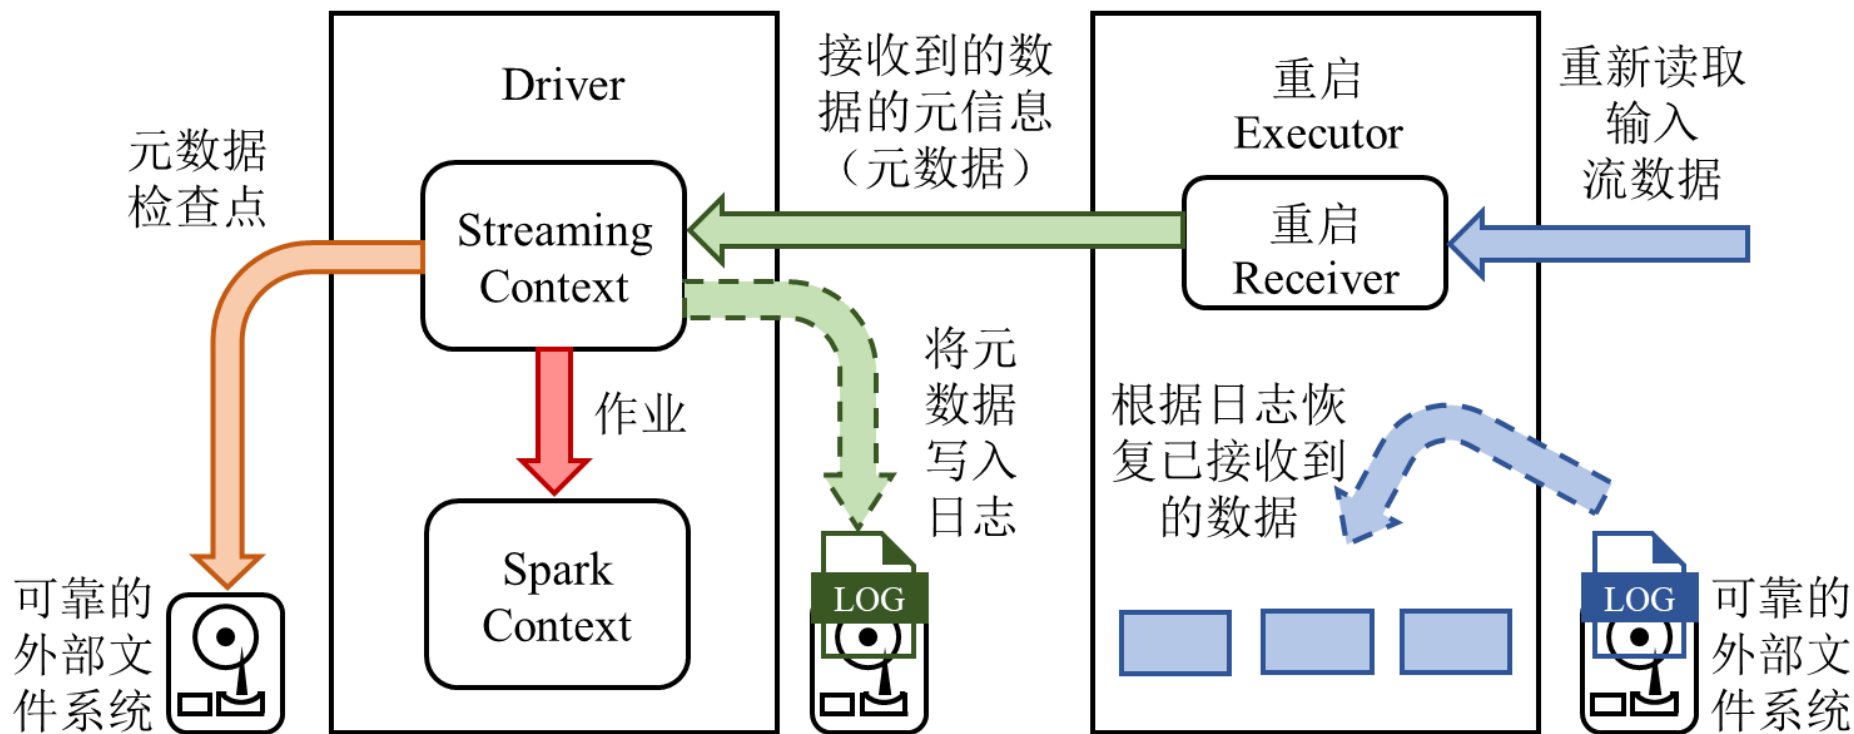 元数据
检查点
Driver
Streaming
Context
作业
Spark
Context
可靠的
外部文
件系统
接收到的数
据的元信息
（元数据）
将元
数据
写入
日志
LOG
重启
Executor
重启
Receiver
重新读取
输入
流数据
根据日志恢
复已接收到
的数据
LOG
可靠的
外部文
件系统